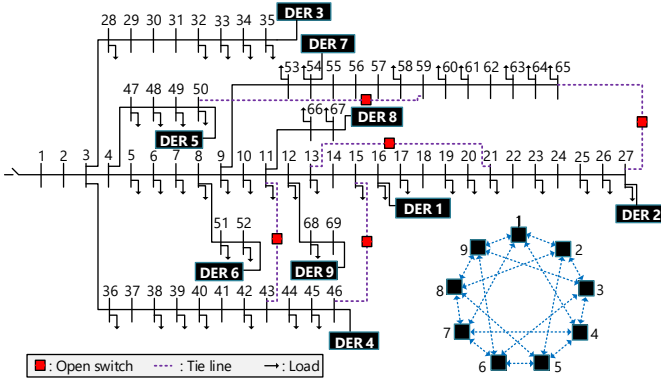 28 29 30 31 32 33 34 35 DER 3
DER 7
53 54 55 56 57 58 59 60 61 62 63 64 65
47 48 49 50
66 67 DER 8
DER 5
1 2 3 4 5 6 7 8 9 10 11 12 13 14 15 16 17 18 19 20 21 22 23 24 25 26 27
DER 1
DER 2
51 52
68 69
DER 6
DER 9
36 37 38 39 40 41 42 43 44 45 46
DER 4
1
9 2
8 3
7 4
6 5
: Open switch : Tie line : Load